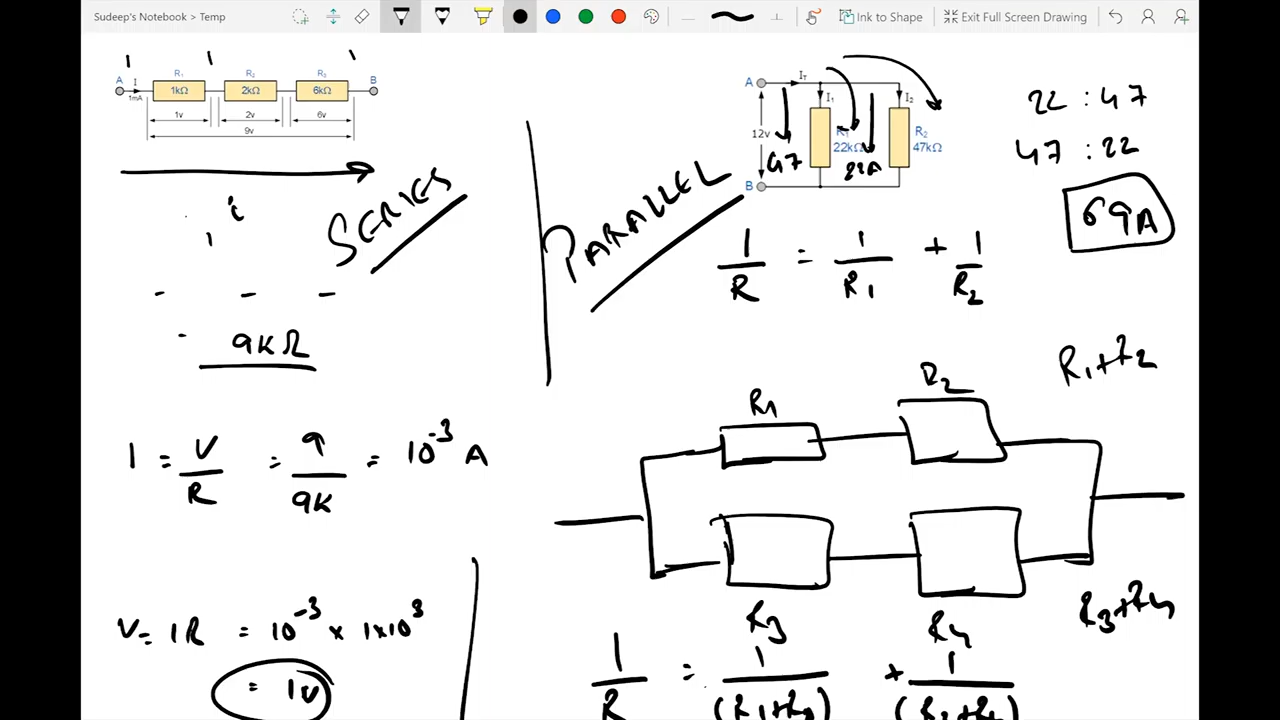 Sudeep's Notebook > Temp
Ink to Shape
Exit Full Screen Drawing
A I R₁ R₂ R₃ B
1mA 1kΩ 2kΩ 6kΩ
1v 2v 6v
9v
i
SERIES
9KΩ
I = V/R = 9/9K = 10⁻³ A
V = IR = 10⁻³ × 1×10³
= 1V
PARALLEL
A Iт
I₁ I₂
12v R₁ R₂
22kΩ 47kΩ
47 22A
B
22 : 47
47 : 22
69A
1/R = 1/R₁ + 1/R₂
R₁ R₂ R₁+R₂
R₃ R₄ R₃+R₄
1/R = 1/(R₁+R₂) + 1/(R₃+R₄)